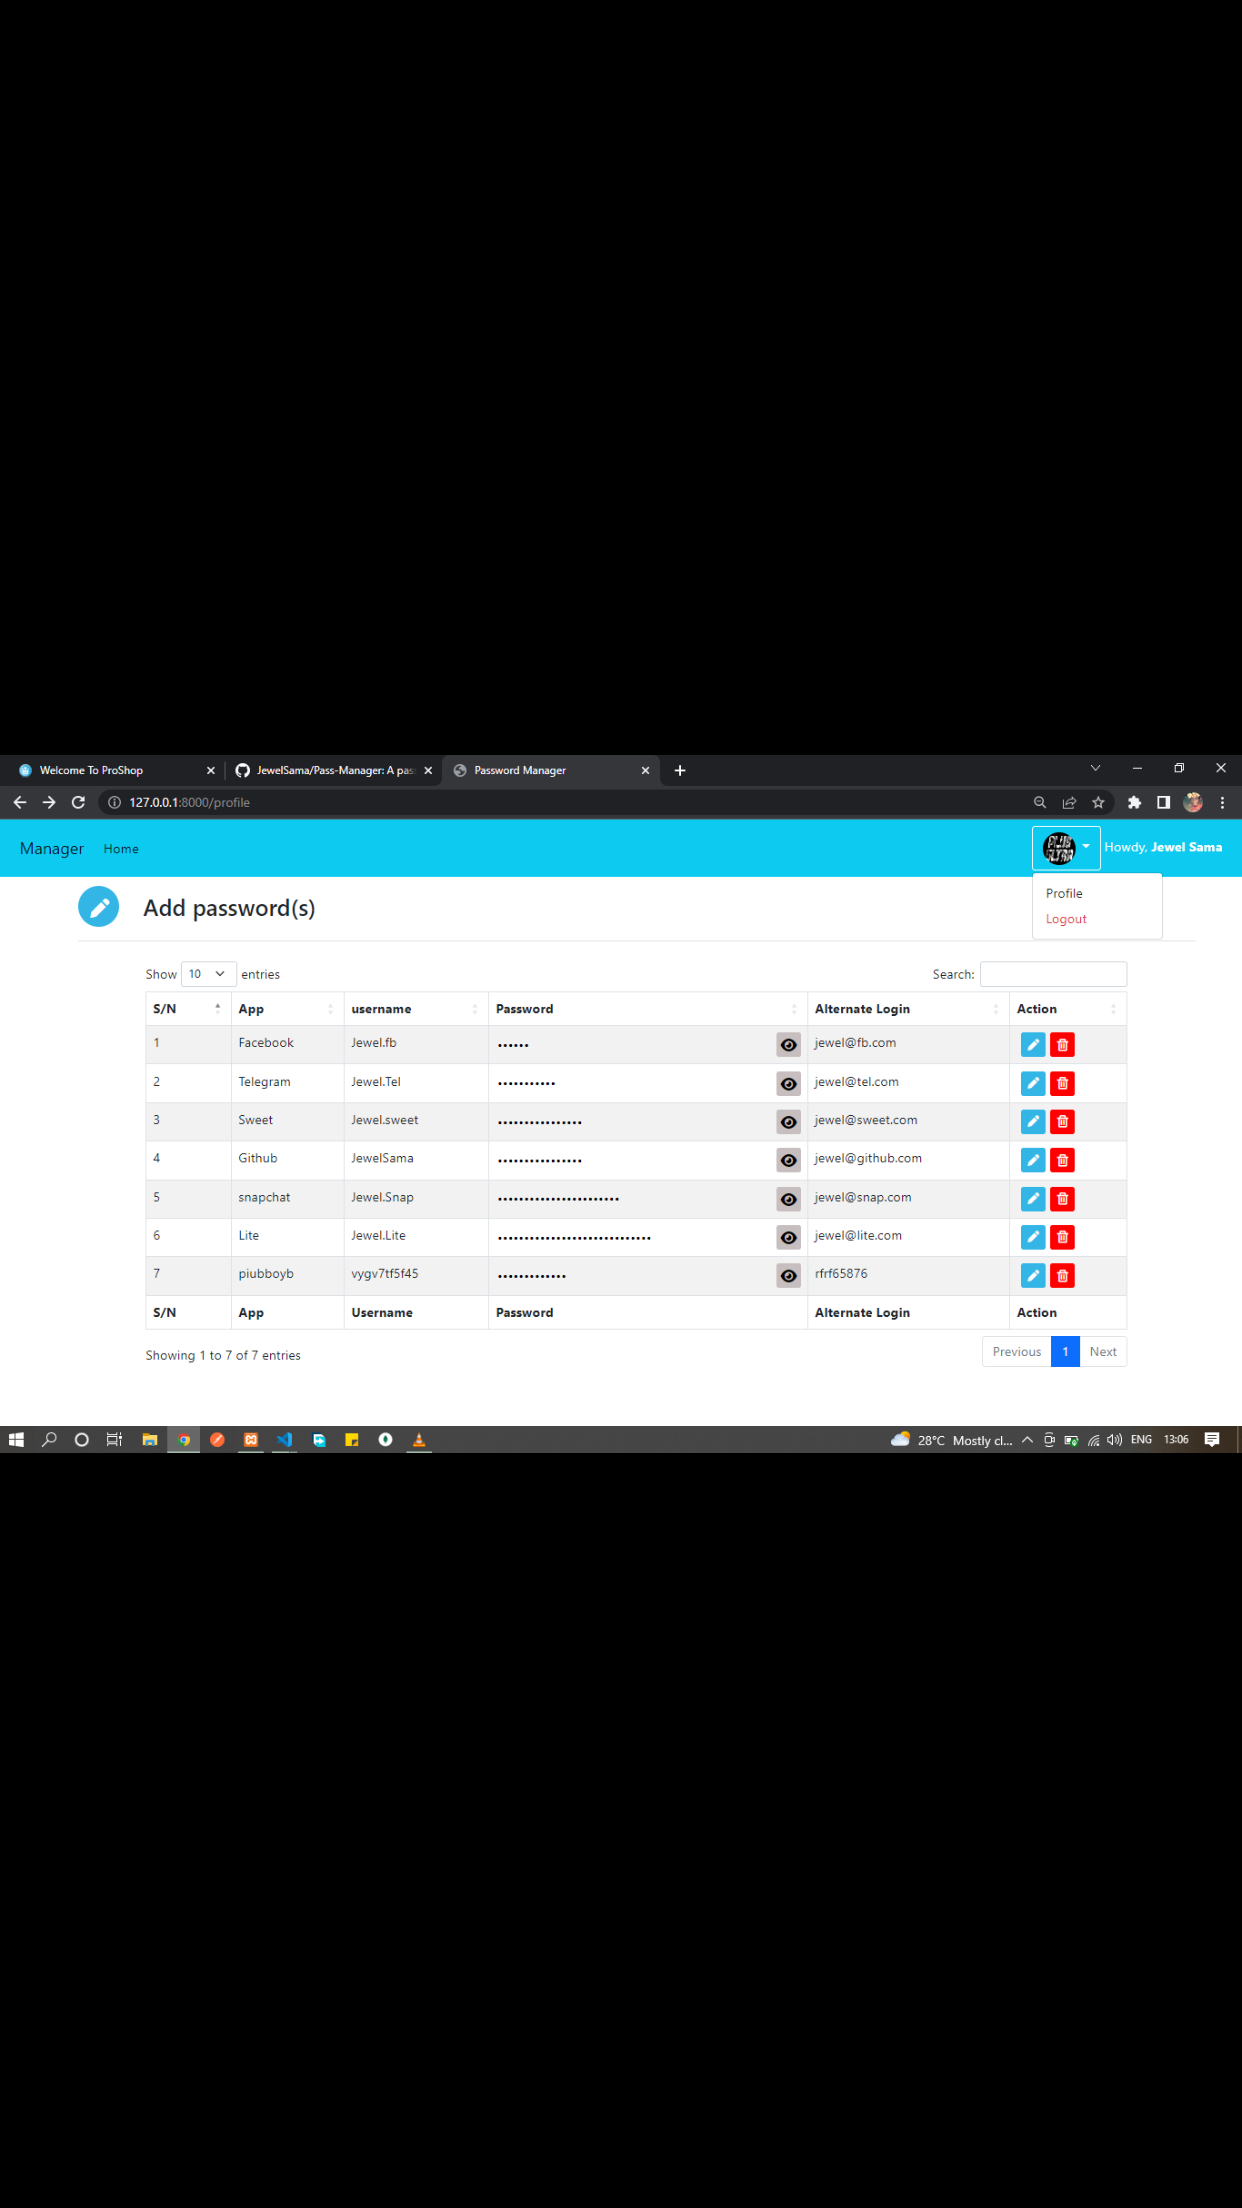 Welcome To ProShop JewelSama/Pass-Manager: A pas Password Manager
127.0.0.1:8000/profile
Manager Home Howdy, Jewel Sama
Profile
Logout
Add password(s)
Show 10 entries Search:
S/N App username Password Alternate Login Action
1 Facebook Jewel.fb •••••• jewel@fb.com
2 Telegram Jewel.Tel ••••••••••• jewel@tel.com
3 Sweet Jewel.sweet •••••••••••••••• jewel@sweet.com
4 Github JewelSama •••••••••••••••• jewel@github.com
5 snapchat Jewel.Snap ••••••••••••••••••••••• jewel@snap.com
6 Lite Jewel.Lite ••••••••••••••••••••••••••••• jewel@lite.com
7 piubboyb vygv7tf5f45 ••••••••••••• rfrf65876
S/N App Username Password Alternate Login Action
Showing 1 to 7 of 7 entries Previous 1 Next
28°C Mostly cl... ENG 13:06